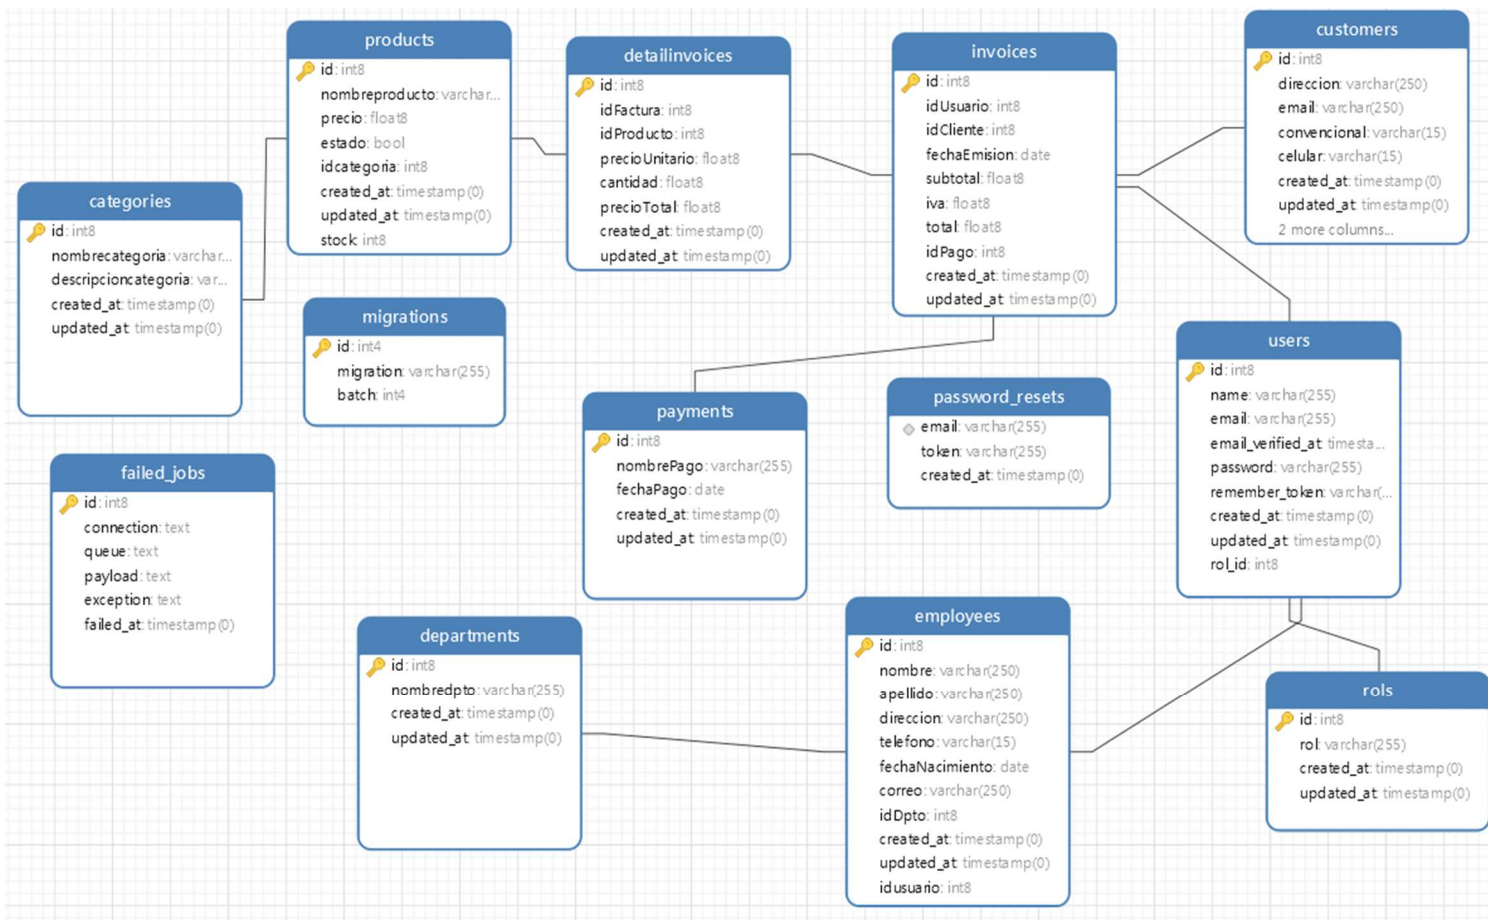 products
id: int8
nombreproducto: varchar...
precio: float8
estado: bool
idcategoria: int8
created_at: timestamp(0)
updated_at: timestamp(0)
stock: int8
detailinvoices
id: int8
idFactura: int8
idProducto: int8
precioUnitario: float8
cantidad: float8
precioTotal: float8
created_at: timestamp(0)
updated_at: timestamp(0)
invoices
id: int8
idUsuario: int8
idCliente: int8
fechaEmision: date
subtotal: float8
iva: float8
total: float8
idPago: int8
created_at: timestamp(0)
updated_at: timestamp(0)
customers
id: int8
direccion: varchar(250)
email: varchar(250)
convencional: varchar(15)
celular: varchar(15)
created_at: timestamp(0)
updated_at: timestamp(0)
2 more columns...
categories
id: int8
nombrecategoria: varchar...
descripcioncategoria: var...
created_at: timestamp(0)
updated_at: timestamp(0)
migrations
id: int4
migration: varchar(255)
batch: int4
users
id: int8
name: varchar(255)
email: varchar(255)
email_verified_at: timesta...
password: varchar(255)
remember_token: varchar(...
created_at: timestamp(0)
updated_at: timestamp(0)
rol_id: int8
payments
id: int8
nombrePago: varchar(255)
fechaPago: date
created_at: timestamp(0)
updated_at: timestamp(0)
password_resets
email: varchar(255)
token: varchar(255)
created_at: timestamp(0)
failed_jobs
id: int8
connection: text
queue: text
payload: text
exception: text
failed_at: timestamp(0)
departments
id: int8
nombredpto: varchar(255)
created_at: timestamp(0)
updated_at: timestamp(0)
employees
id: int8
nombre: varchar(250)
apellido: varchar(250)
direccion: varchar(250)
telefono: varchar(15)
fechaNacimiento: date
correo: varchar(250)
idDpto: int8
created_at: timestamp(0)
updated_at: timestamp(0)
idusuario: int8
rols
id: int8
rol: varchar(255)
created_at: timestamp(0)
updated_at: timestamp(0)